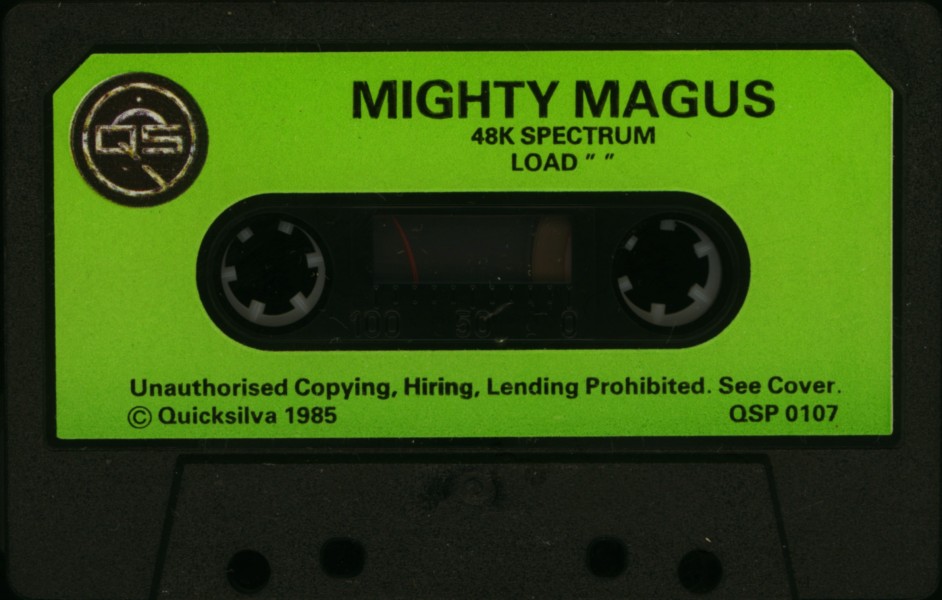 QS
MIGHTY MAGUS
48K SPECTRUM
LOAD ” ”
100 50 0
Unauthorised Copying, Hiring, Lending Prohibited. See Cover.
© Quicksilva 1985
QSP 0107